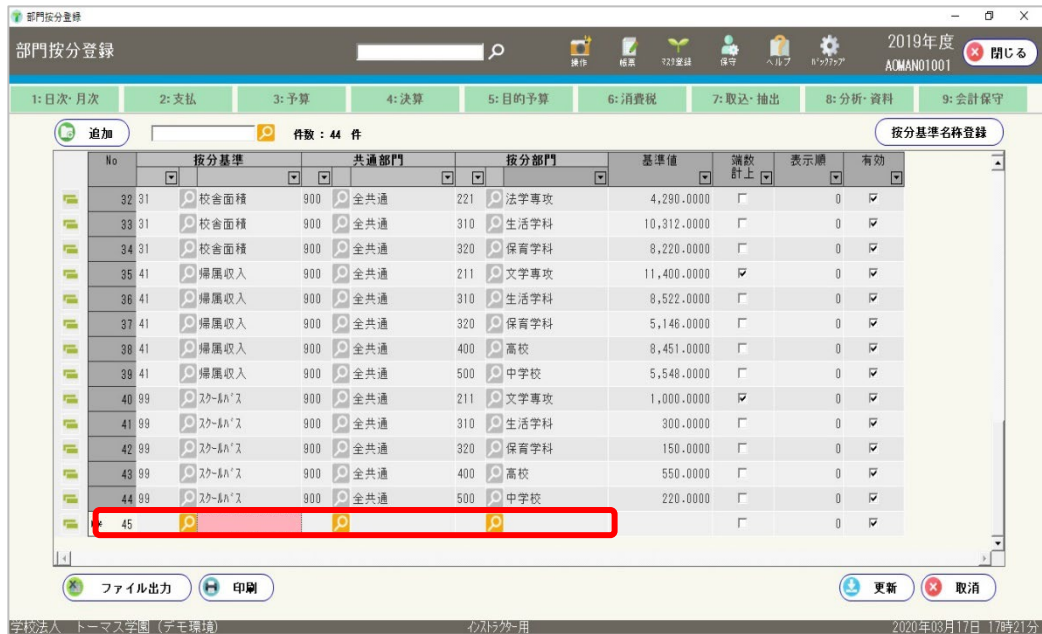 部門按分登録
部門按分登録
操作 帳票 マスタ登録 保守 ヘルプ ﾊﾞｯｸｱｯﾌﾟ 2019年度 閉じる
AOMAN01001
1:日次･月次 2:支払 3:予算 4:決算 5:目的予算 6:消費税 7:取込･抽出 8:分析･資料 9:会計保守
追加 件数 : 44 件 按分基準名称登録
No 按分基準 共通部門 按分部門 基準値 端数計上 表示順 有効
32 31 校舎面積 900 全共通 221 法学専攻 4,290.0000 0
33 31 校舎面積 900 全共通 310 生活学科 10,312.0000 0
34 31 校舎面積 900 全共通 320 保育学科 8,220.0000 0
35 41 帰属収入 900 全共通 211 文学専攻 11,400.0000 0
36 41 帰属収入 900 全共通 310 生活学科 8,522.0000 0
37 41 帰属収入 900 全共通 320 保育学科 5,146.0000 0
38 41 帰属収入 900 全共通 400 高校 8,451.0000 0
39 41 帰属収入 900 全共通 500 中学校 5,548.0000 0
40 99 ｽｸｰﾙﾊﾞｽ 900 全共通 211 文学専攻 1,000.0000 0
41 99 ｽｸｰﾙﾊﾞｽ 900 全共通 310 生活学科 300.0000 0
42 99 ｽｸｰﾙﾊﾞｽ 900 全共通 320 保育学科 150.0000 0
43 99 ｽｸｰﾙﾊﾞｽ 900 全共通 400 高校 550.0000 0
44 99 ｽｸｰﾙﾊﾞｽ 900 全共通 500 中学校 220.0000 0
45 0
ファイル出力 印刷 更新 取消
学校法人 トーマス学園（デモ環境） ｲﾝｽﾄﾗｸﾀｰ用 2020年03月17日 17時21分